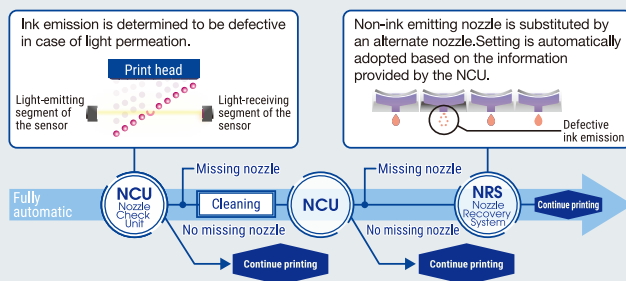 Ink emission is determined to be defective
in case of light permeation.
Print head
Light-emitting
segment of
the sensor
Light-receiving
segment of
the sensor
Non-ink emitting nozzle is substituted by
an alternate nozzle.Setting is automatically
adopted based on the information
provided by the NCU.
Defective
ink emission
Fully
automatic
NCU
Nozzle
Check
Unit
Missing nozzle
Cleaning
No missing nozzle
Continue printing
NCU
Missing nozzle
No missing nozzle
Continue printing
NRS
Nozzle
Recovery
System
Continue printing